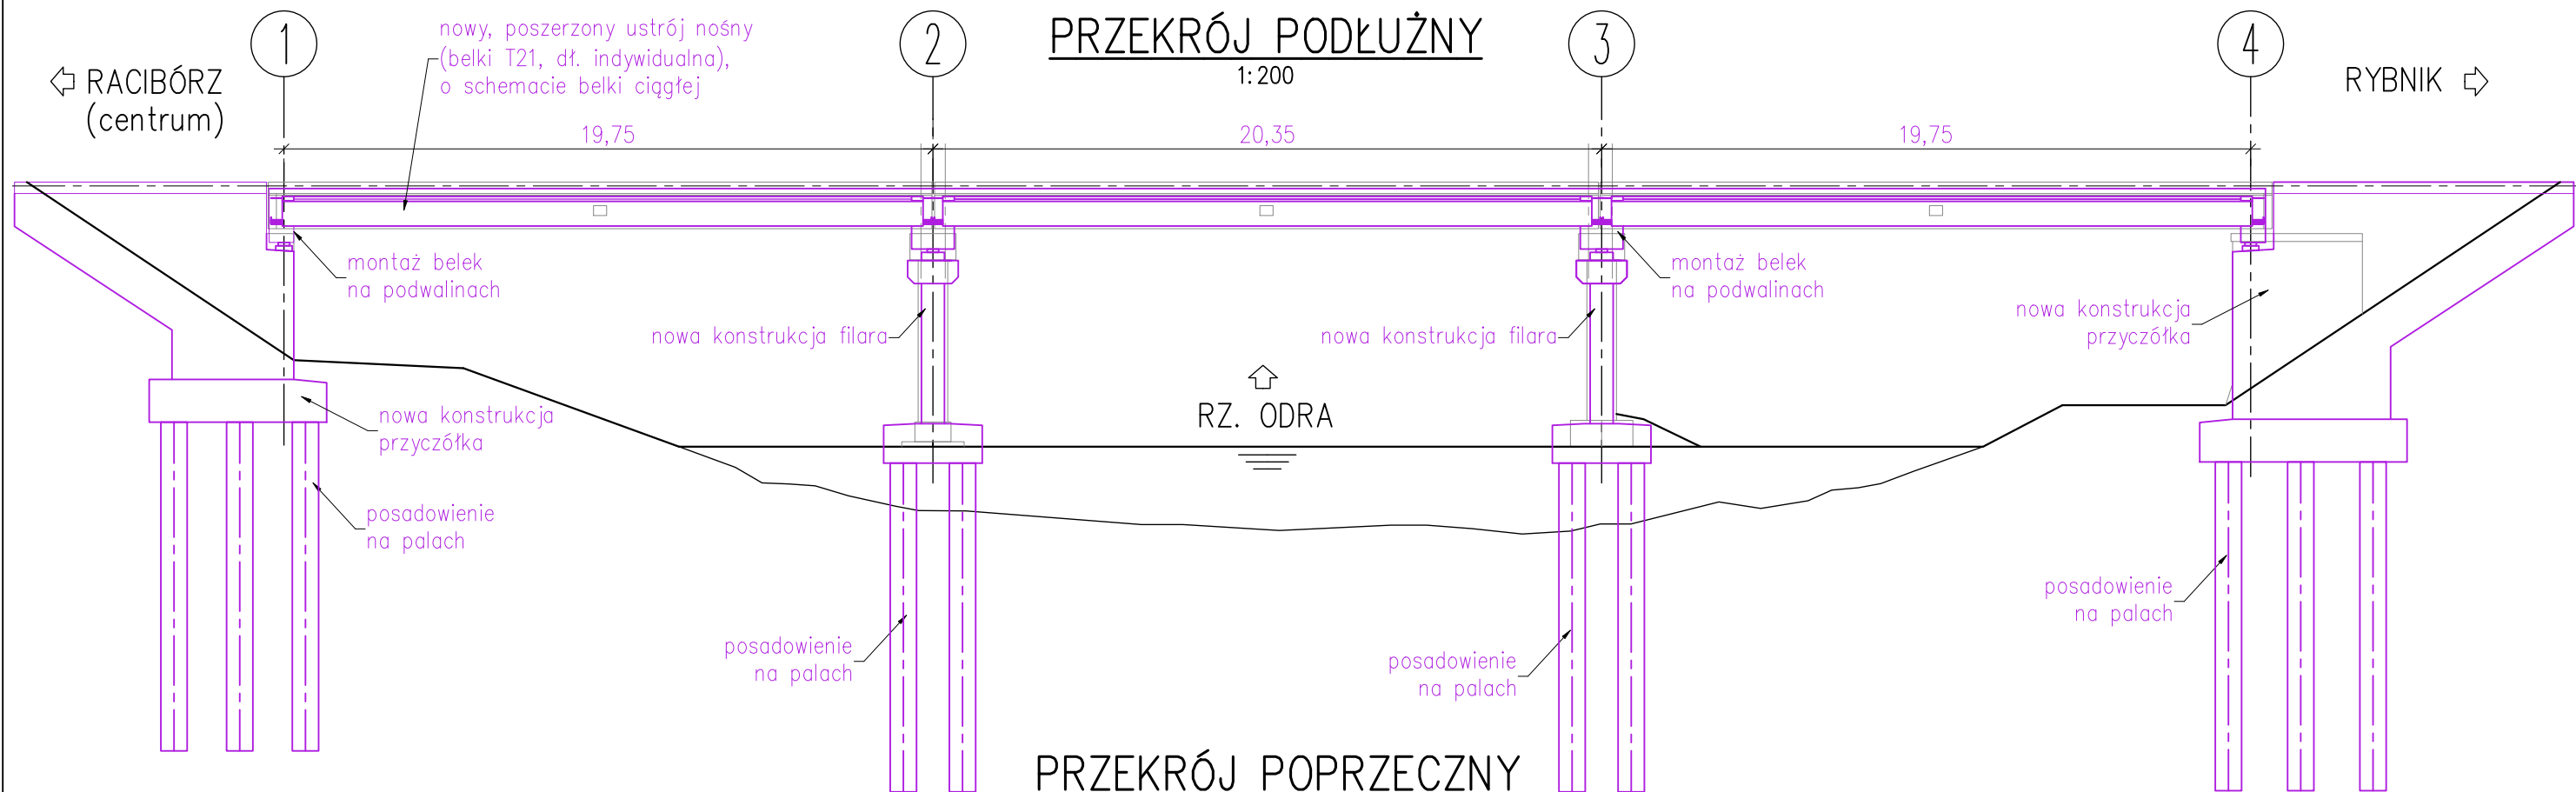 1
2
3
4
PRZEKRÓJ PODŁUŻNY
1:200
RACIBÓRZ
(centrum)
RYBNIK
nowy, poszerzony ustrój nośny
(belki T21, dł. indywidualna),
o schemacie belki ciągłej
19,75
20,35
19,75
montaż belek
na podwalinach
montaż belek
na podwalinach
nowa konstrukcja filara
nowa konstrukcja filara
nowa konstrukcja
przyczółka
RZ. ODRA
nowa konstrukcja
przyczółka
posadowienie
na palach
posadowienie
na palach
posadowienie
na palach
posadowienie
na palach
PRZEKRÓJ POPRZECZNY